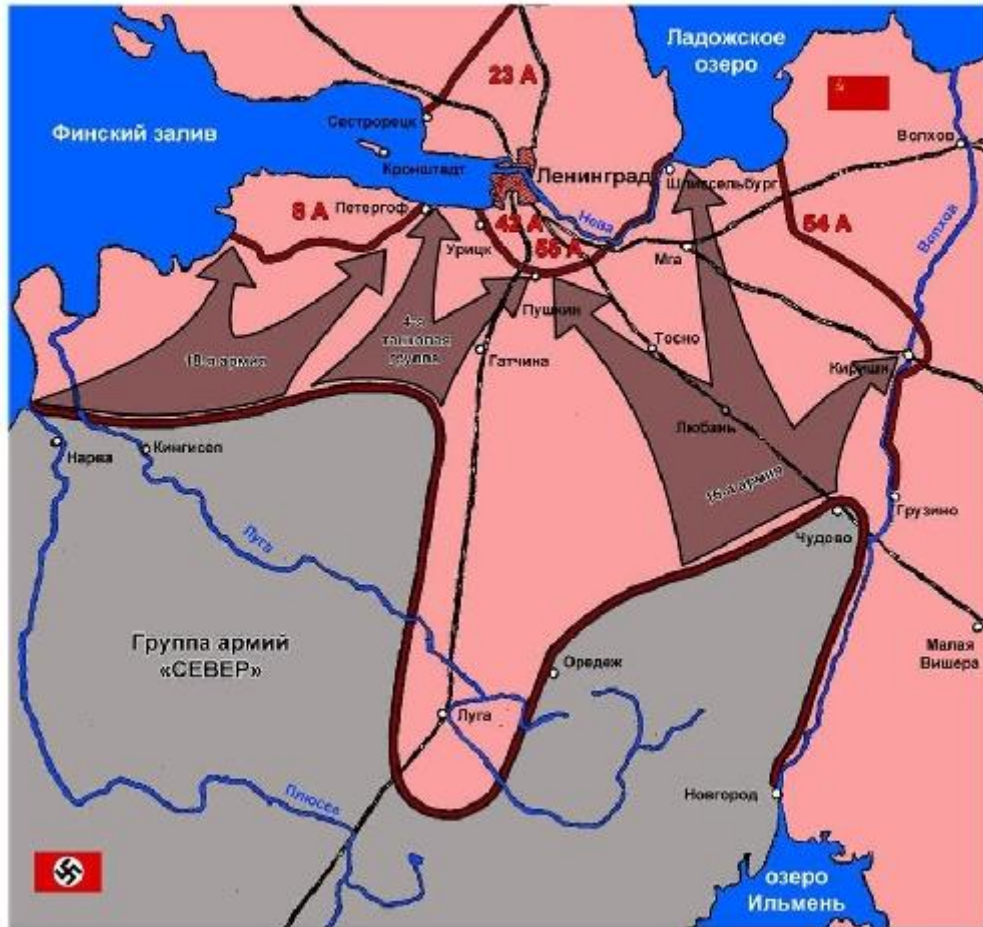 Ладожское
озеро
23 А
Финский залив
Сестрорецк
Волхов
Кронштадт
Ленинград
Шлиссельбург
8 А
Петергоф
Нева
42 А
54 А
Волхов
Урицк
55 А
Мга
Пушкин
4-я
танковая
группа
18-я армия
Тосно
Гатчина
Кириши
Любань
Нарва
Кингисеп
16-я армия
Грузино
Чудово
Луга
Группа армий
«СЕВЕР»
Малая
Вишера
Оредеж
Луга
Плюсса
Новгород
озеро
Ильмень